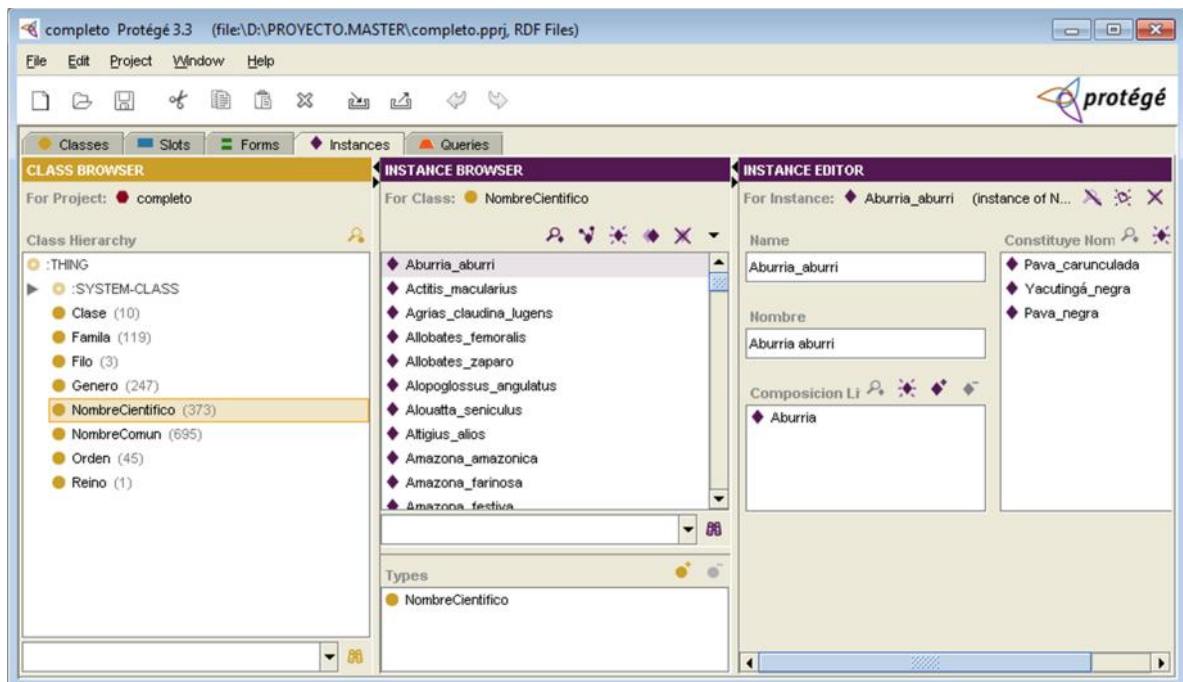 completo Protégé 3.3 (file:\D:\PROYECTO.MASTER\completo.pprj, RDF Files)
File Edit Project Window Help
protégé
Classes Slots Forms Instances Queries
CLASS BROWSER
For Project: completo
Class Hierarchy
:THING
:SYSTEM-CLASS
Clase (10)
Famila (119)
Filo (3)
Genero (247)
NombreCientifico (373)
NombreComun (695)
Orden (45)
Reino (1)
INSTANCE BROWSER
For Class: NombreCientifico
Aburria_aburri
Actitis_macularius
Agrias_claudina_lugens
Allobates_femoralis
Allobates_zaparo
Alopoglossus_angulatus
Alouatta_seniculus
Altigius_alios
Amazona_amazonica
Amazona_farinosa
Amazona_festiva
Types
NombreCientifico
INSTANCE EDITOR
For Instance: Aburria_aburri (instance of N...
Name
Aburria_aburri
Nombre
Aburria aburri
Composicion Li
Aburria
Constituye Nom
Pava_carunculada
Yacutingá_negra
Pava_negra